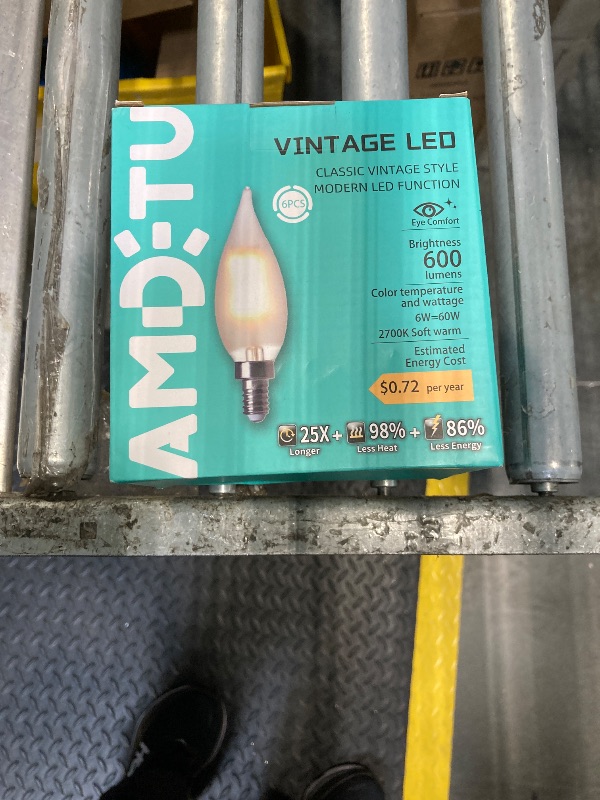 AMDTU
VINTAGE LED
CLASSIC VINTAGE STYLE
MODERN LED FUNCTION
6PCS
Eye Comfort
Brightness
600
lumens
Color temperature
and wattage
6W=60W
2700K Soft warm
Estimated
Energy Cost
$0.72 per year
25X + 98% + 86%
Longer Less Heat Less Energy